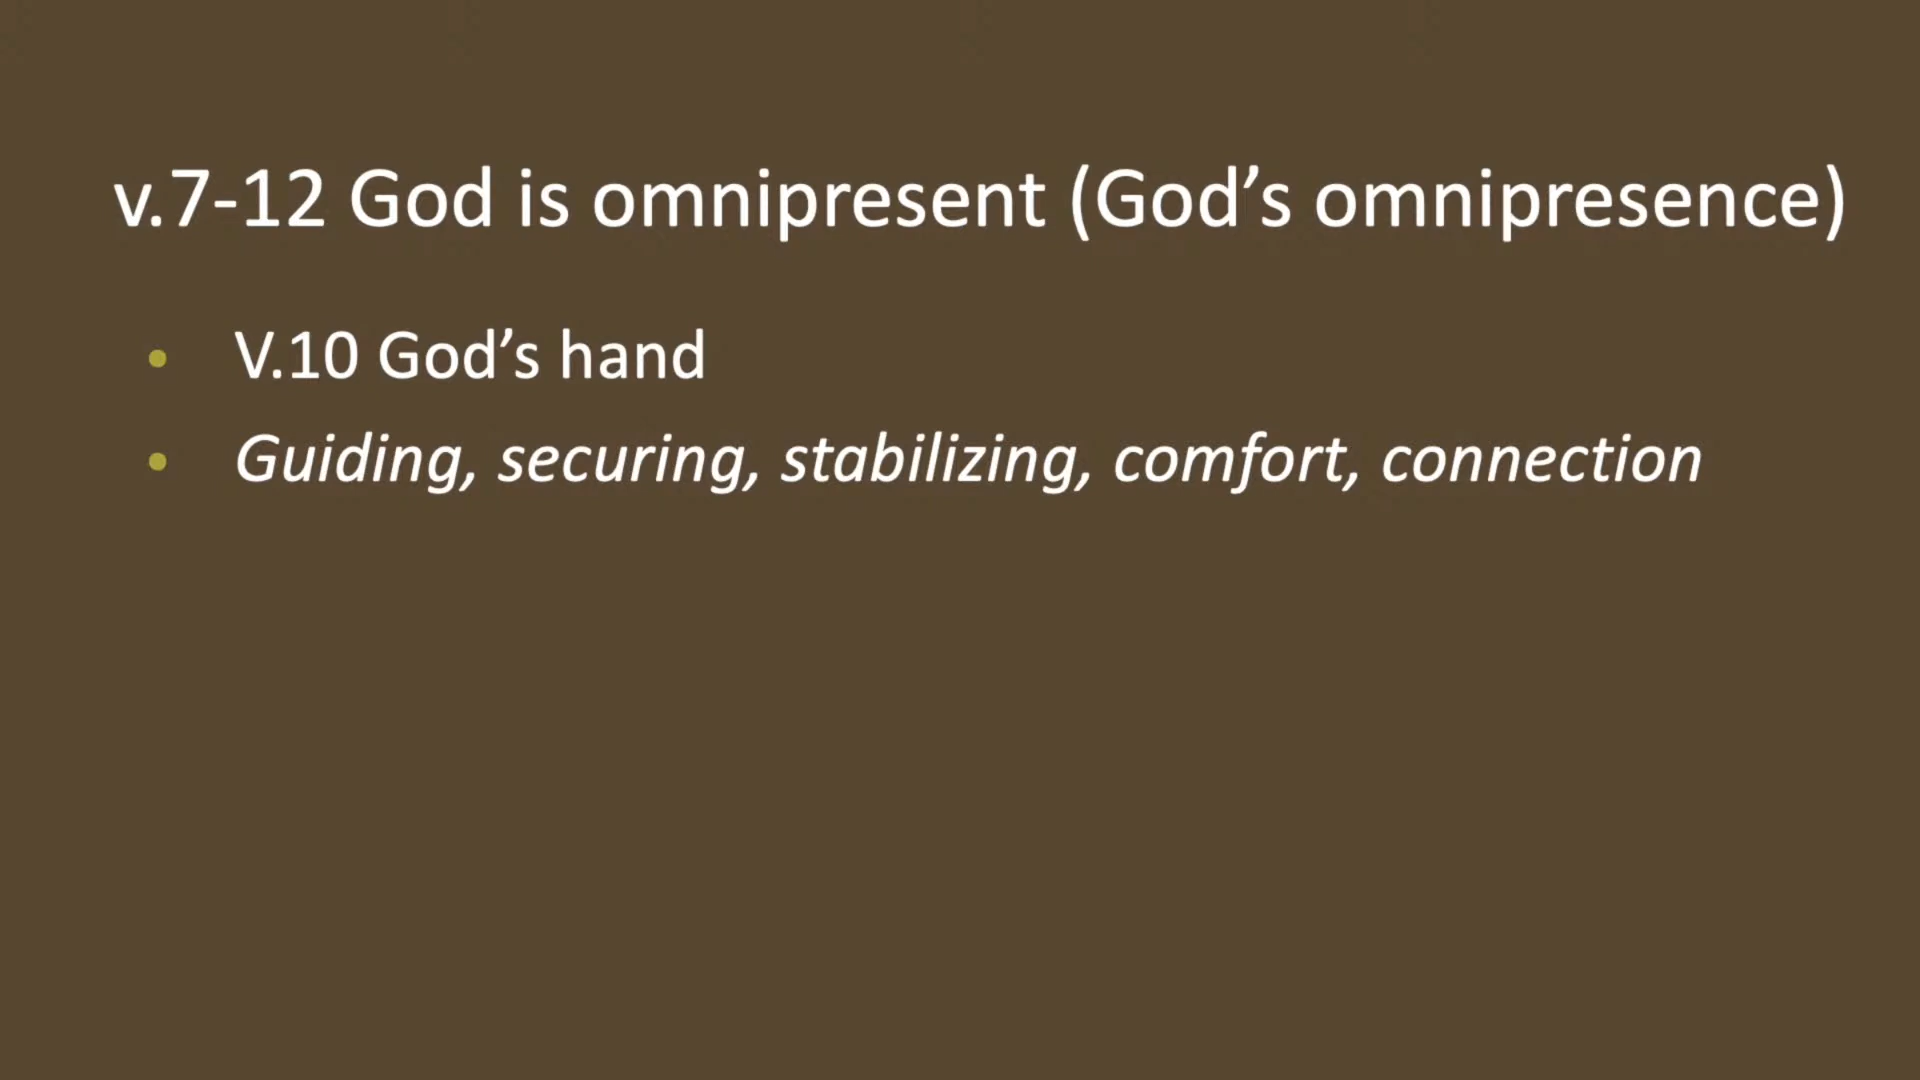 v.7-12 God is omnipresent (God’s omnipresence)
• V.10 God’s hand
• Guiding, securing, stabilizing, comfort, connection